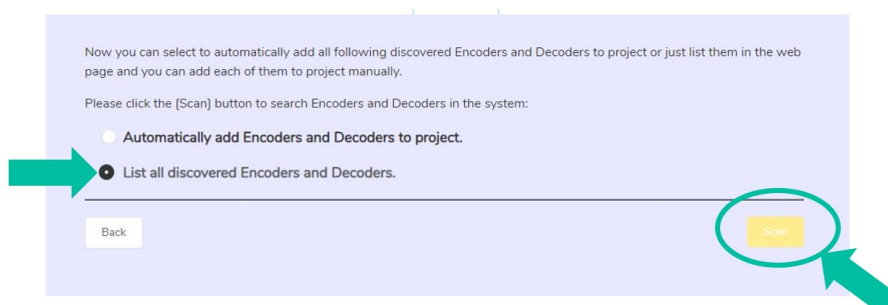 Now you can select to automatically add all following discovered Encoders and Decoders to project or just list them in the web
page and you can add each of them to project manually.
Please click the [Scan] button to search Encoders and Decoders in the system:
Automatically add Encoders and Decoders to project.
List all discovered Encoders and Decoders.
Back
Scan